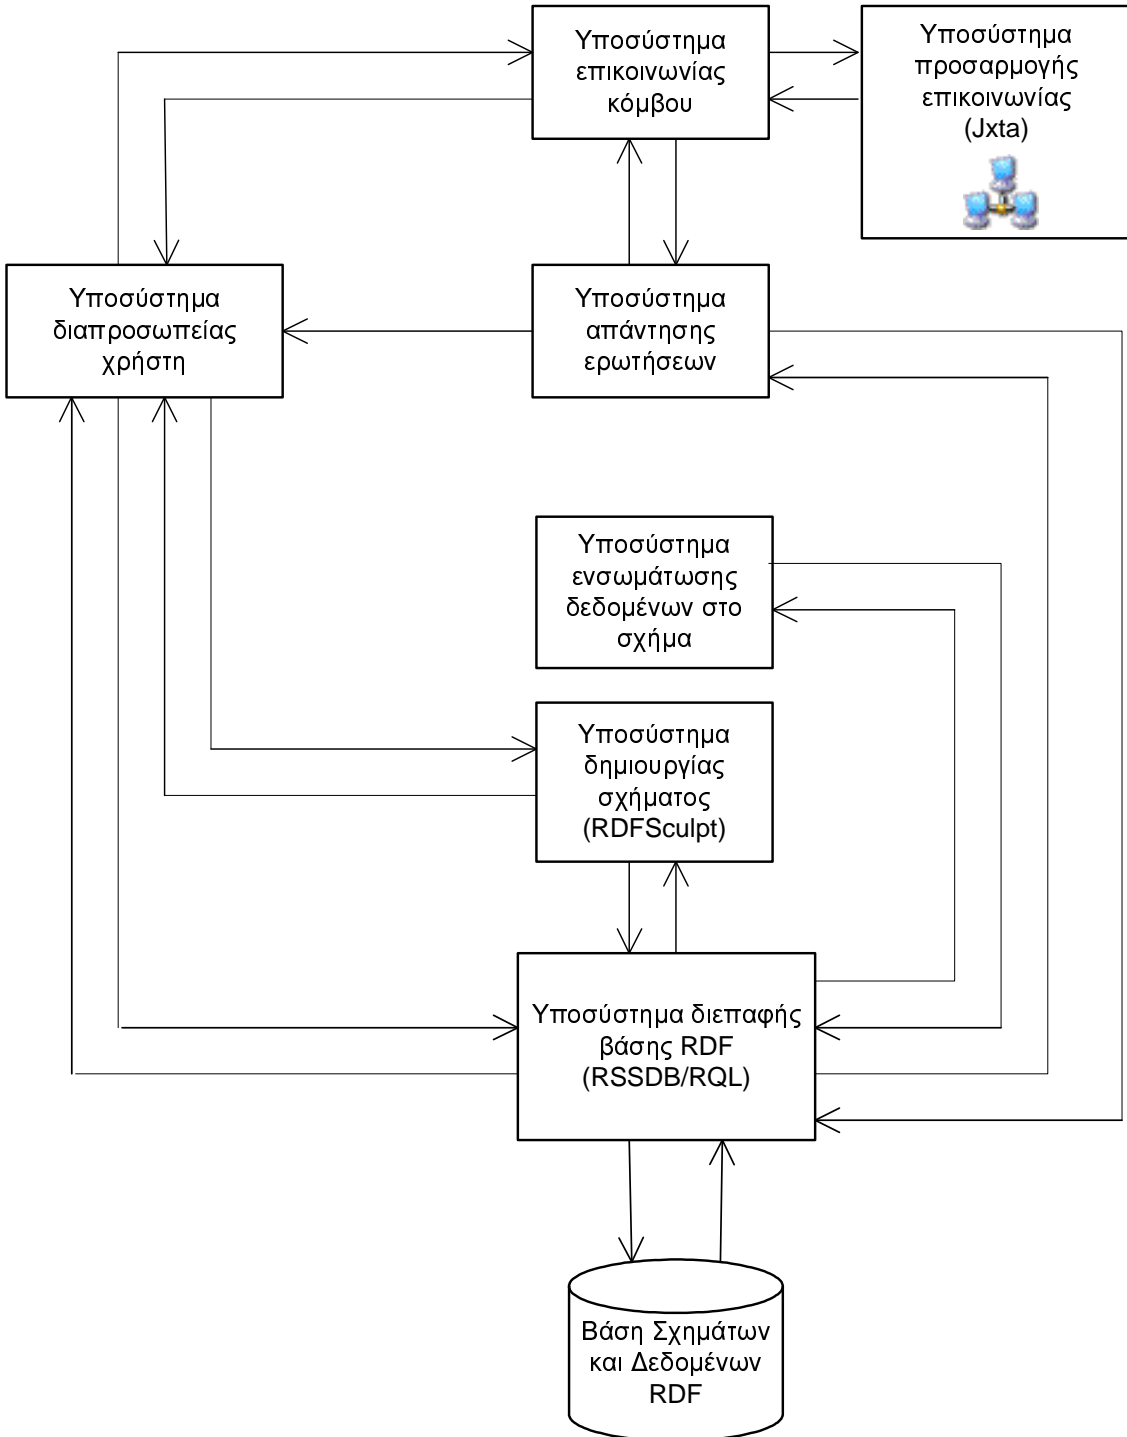 Υποσύστημα
επικοινωνίας
κόμβου
Υποσύστημα
προσαρμογής
επικοινωνίας
(Jxta)
Υποσύστημα
διαπροσωπείας
χρήστη
Υποσύστημα
απάντησης
ερωτήσεων
Υποσύστημα
ενσωμάτωσης
δεδομένων στο
σχήμα
Υποσύστημα
δημιουργίας
σχήματος
(RDFSculpt)
Υποσύστημα διεπαφής
βάσης RDF
(RSSDB/RQL)
Βάση Σχημάτων
και Δεδομένων
RDF